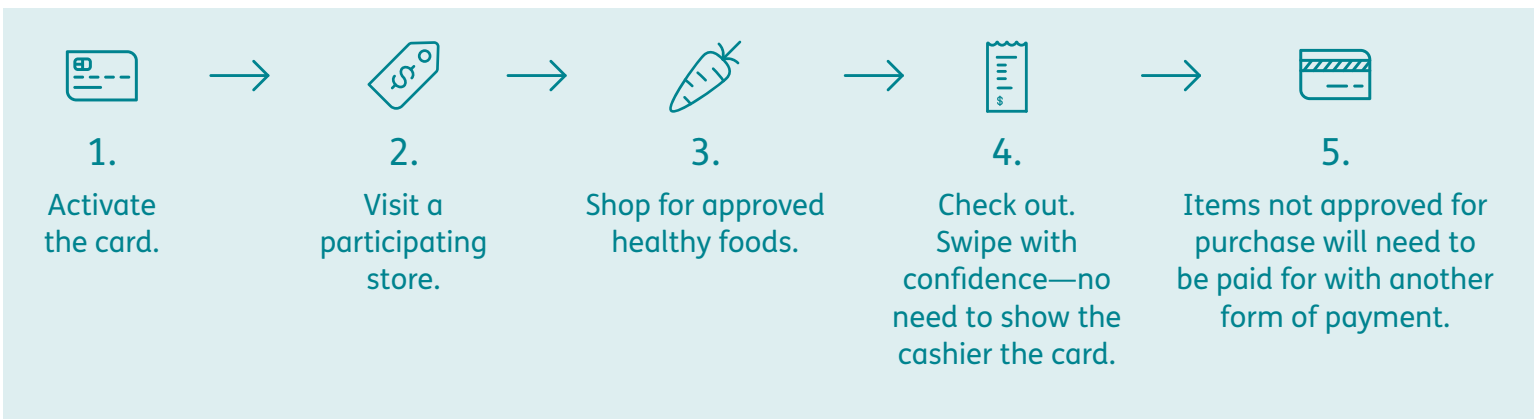 1.
Activate
the card.
2.
Visit a
participating
store.
3.
Shop for approved
healthy foods.
4.
Check out.
Swipe with
confidence—no
need to show the
cashier the card.
5.
Items not approved for
purchase will need to
be paid for with another
form of payment.